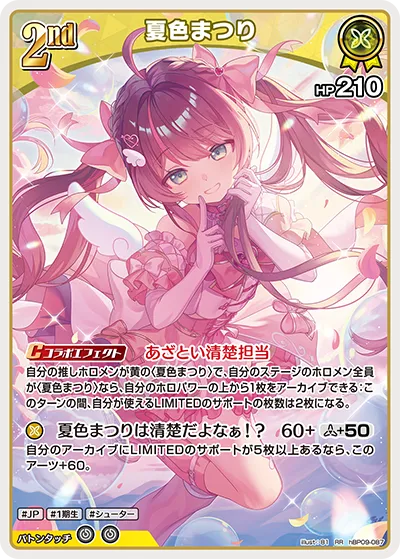 2nd
夏色まつり
HP210
Cコラボエフェクト あざとい清楚担当
自分の推しホロメンが黄の〈夏色まつり〉で、自分のステージのホロメン全員
が〈夏色まつり〉なら、自分のホロパワーの上から1枚をアーカイブできる：こ
のターンの間、自分が使えるLIMITEDのサポートの枚数は2枚になる。
夏色まつりは清楚だよなぁ！？ 60+ +50
自分のアーカイブにLIMITEDのサポートが5枚以上あるなら、この
アーツ+60。
#JP #1期生 #シューター
バトンタッチ
illust：81 RR hBP09-087